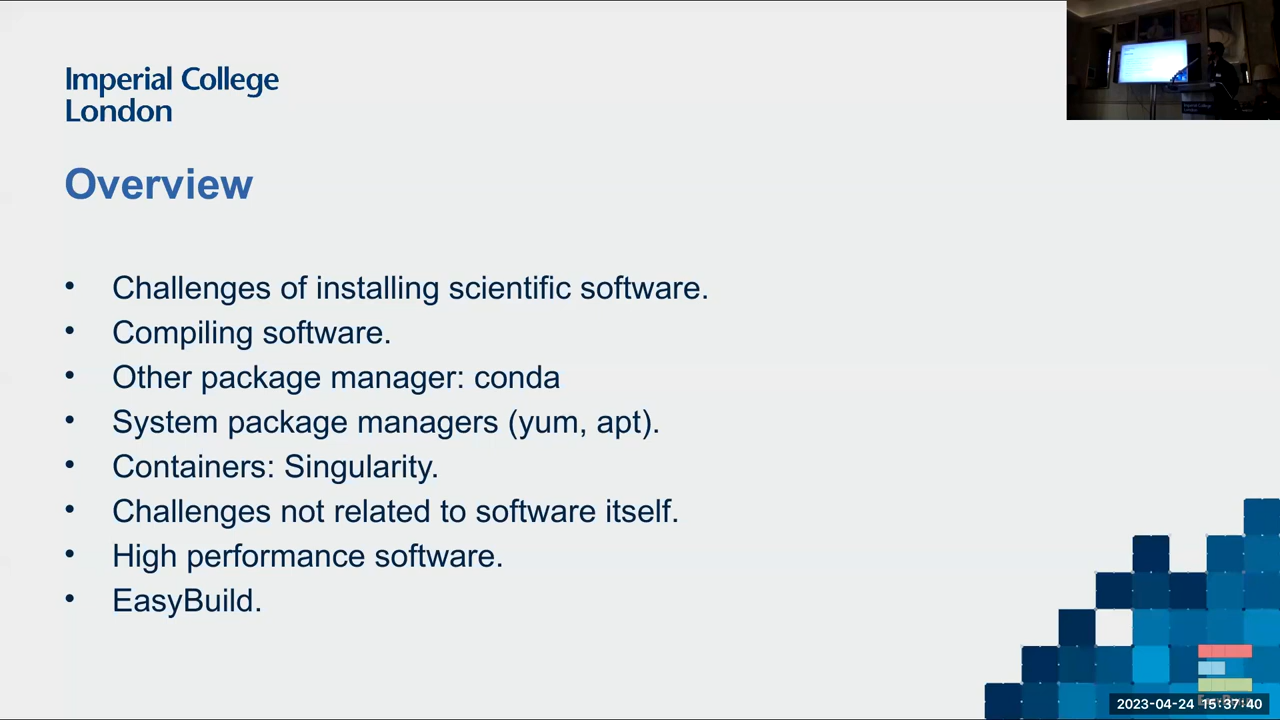 Imperial College
London
Overview
• Challenges of installing scientific software.
• Compiling software.
• Other package manager: conda
• System package managers (yum, apt).
• Containers: Singularity.
• Challenges not related to software itself.
• High performance software.
• EasyBuild.
2023-04-24 15:37:40